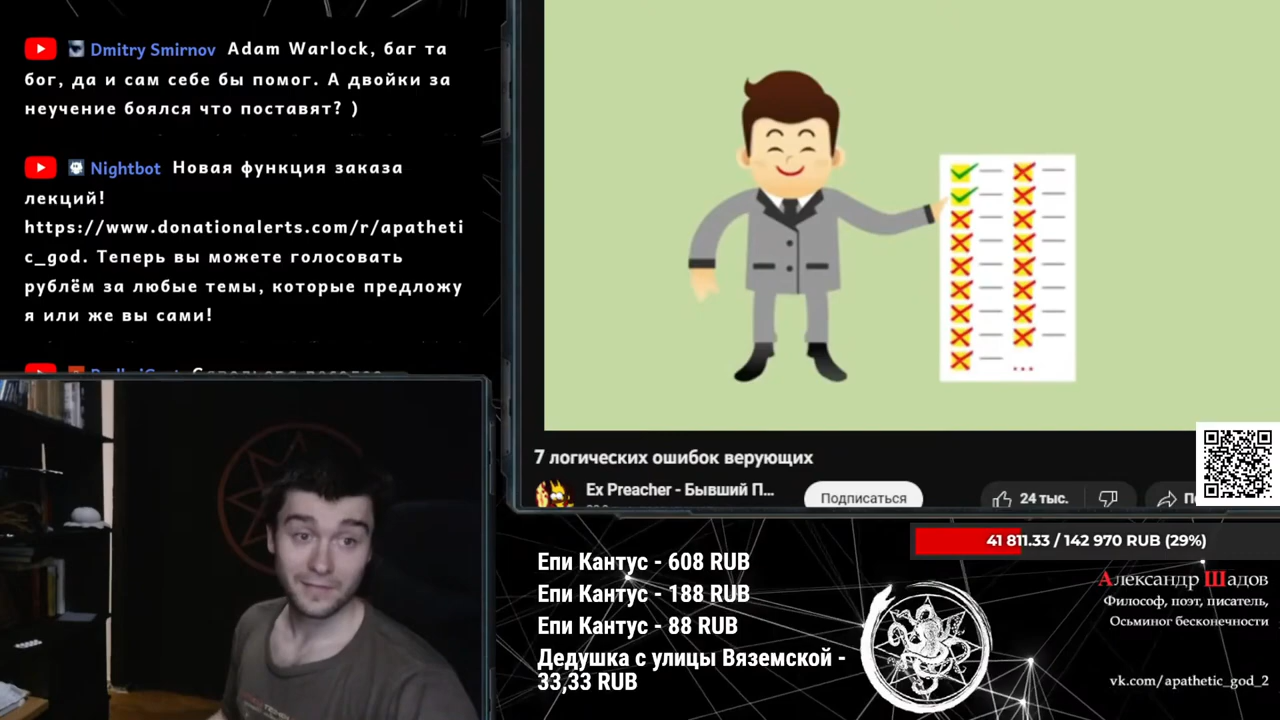 Dmitry Smirnov Adam Warlock, баг та
бог, да и сам себе бы помог. А двойки за
неучение боялся что поставят? )
Nightbot Новая функция заказа
лекций!
https://www.donationalerts.com/r/apatheti
c_god. Теперь вы можете голосовать
рублём за любые темы, которые предложу
я или же вы сами!
7 логических ошибок верующих
Ex Preacher - Бывший П...
Подписаться
24 тыс.
41 811.33 / 142 970 RUB (29%)
Епи Кантус - 608 RUB
Епи Кантус - 188 RUB
Епи Кантус - 88 RUB
Дедушка с улицы Вяземской -
33,33 RUB
Александр Шадов
Философ, поэт, писатель,
Осьминог бесконечности
vk.com/apathetic_god_2